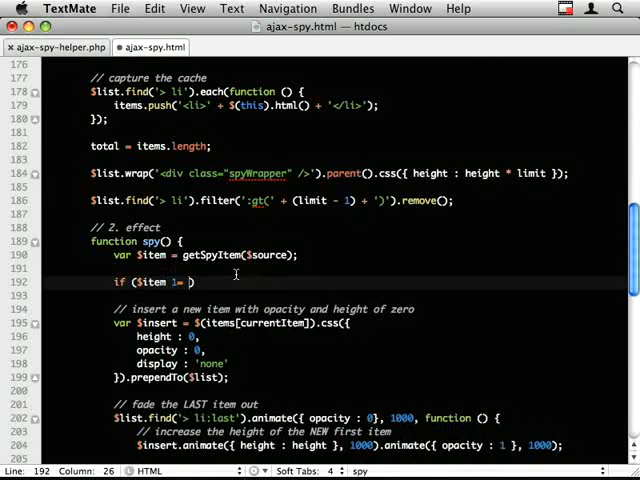 TextMate File Edit View Text Navigation Bundles Window Help
ajax-spy.html — htdocs
ajax-spy-helper.php ajax-spy.html
176
177 // capture the cache
178 $list.find('> li').each(function () {
179 items.push('<li>' + $(this).html() + '</li>');
180 });
181
182 total = items.length;
183
184 $list.wrap('<div class="spyWrapper" />').parent().css({ height : height * limit });
185
186 $list.find('> li').filter(':gt(' + (limit - 1) + ')').remove();
187
188 // 2. effect
189 function spy() {
190 var $item = getSpyItem($source);
191
192 if ($item 1= )
193
194 // insert a new item with opacity and height of zero
195 var $insert = $(items[currentItem]).css({
196 height : 0,
197 opacity : 0,
198 display : 'none'
199 }).prependTo($list);
200
201 // fade the LAST item out
202 $list.find('> li:last').animate({ opacity : 0}, 1000, function () {
203 // increase the height of the NEW first item
204 $insert.animate({ height : height }, 1000).animate({ opacity : 1 }, 1000);
205
Line: 192 Column: 26 HTML Soft Tabs: 4 spy